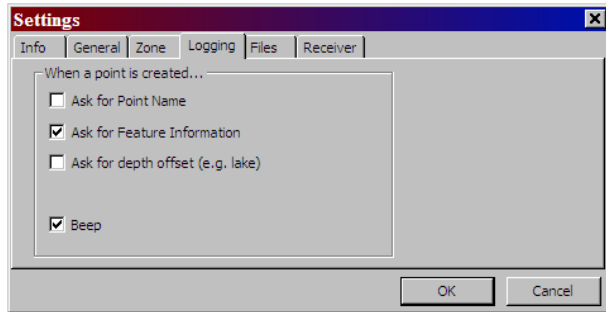 Settings
Info General Zone Logging Files Receiver
When a point is created...
Ask for Point Name
Ask for Feature Information
Ask for depth offset (e.g. lake)
Beep
OK Cancel